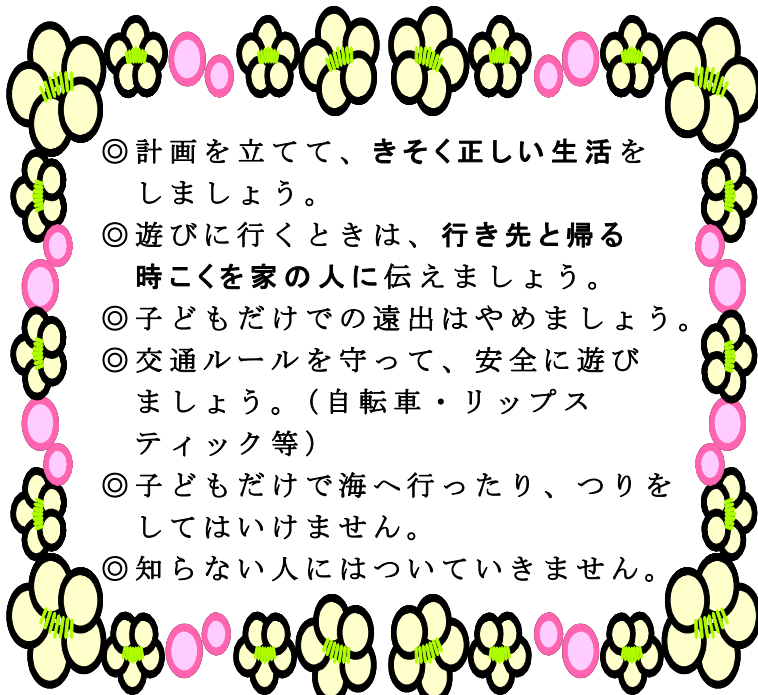 ◎計画を立てて、きそく正しい生活を
しましょう。
◎遊びに行くときは、行き先と帰る
時こくを家の人に伝えましょう。
◎子どもだけでの遠出はやめましょう。
◎交通ルールを守って、安全に遊び
ましょう。(自転車・リップス
ティック等)
◎子どもだけで海へ行ったり、つりを
してはいけません。
◎知らない人にはついていきません。